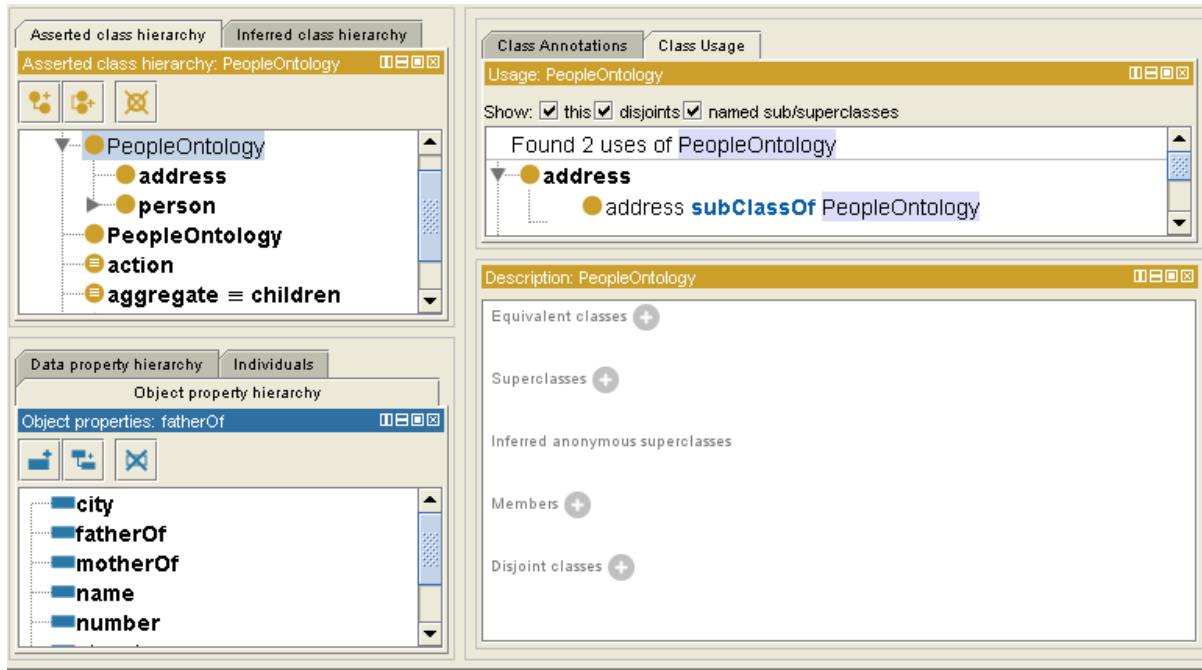 Asserted class hierarchy Inferred class hierarchy
Asserted class hierarchy: PeopleOntology
PeopleOntology
address
person
PeopleOntology
action
aggregate ≡ children
Data property hierarchy Individuals
Object property hierarchy
Object properties: fatherOf
city
fatherOf
motherOf
name
number
Class Annotations Class Usage
Usage: PeopleOntology
Show: this disjoints named sub/superclasses
Found 2 uses of PeopleOntology
address
address subClassOf PeopleOntology
Description: PeopleOntology
Equivalent classes
Superclasses
Inferred anonymous superclasses
Members
Disjoint classes